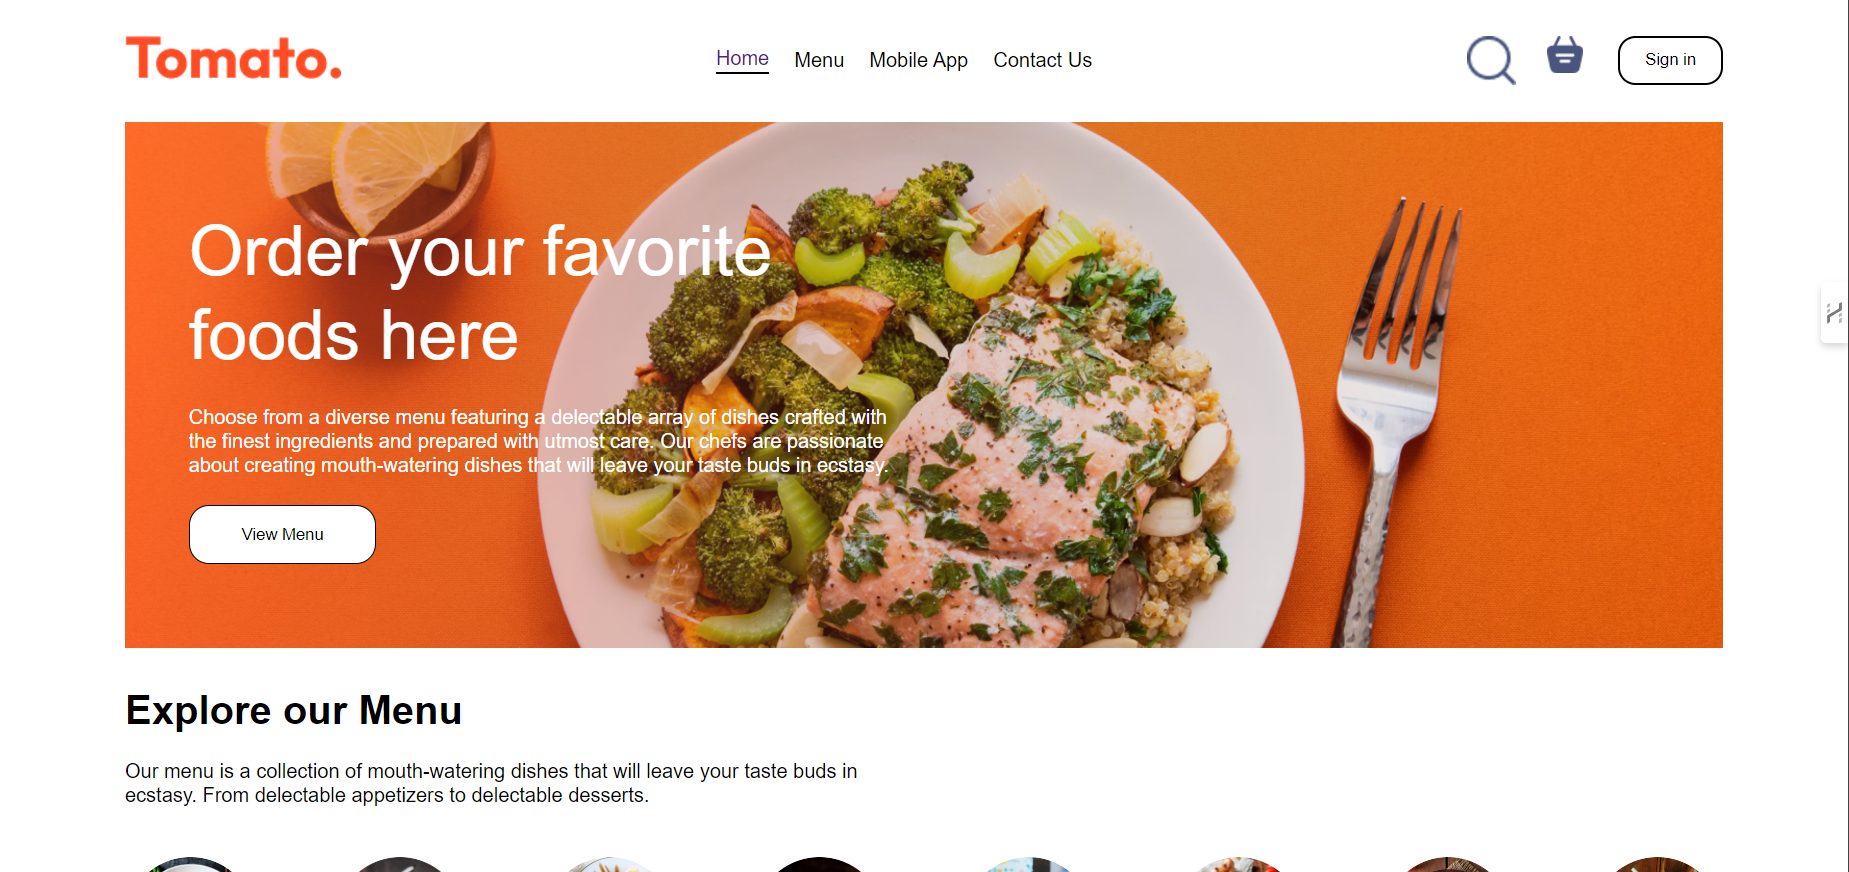 Tomato.
Home Menu Mobile App Contact Us
Sign in
Order your favorite
foods here
Choose from a diverse menu featuring a delectable array of dishes crafted with
the finest ingredients and prepared with utmost care. Our chefs are passionate
about creating mouth-watering dishes that will leave your taste buds in ecstasy.
View Menu
Explore our Menu
Our menu is a collection of mouth-watering dishes that will leave your taste buds in
ecstasy. From delectable appetizers to delectable desserts.